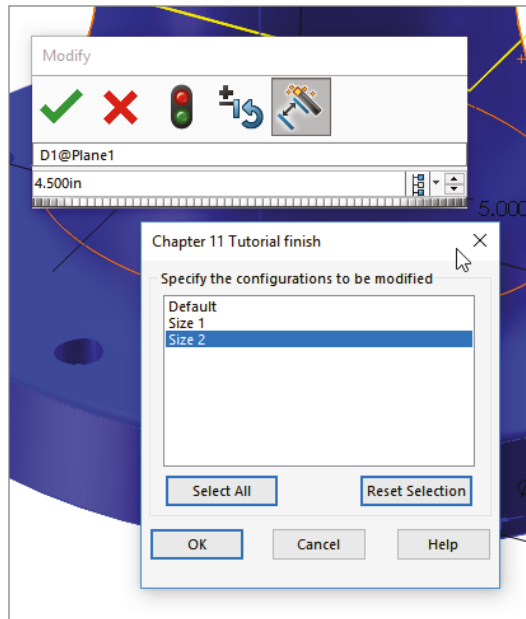 Modify
D1@Plane1
4.500in
5.000
Chapter 11 Tutorial finish
Specify the configurations to be modified
Default
Size 1
Size 2
Select All Reset Selection
OK Cancel Help